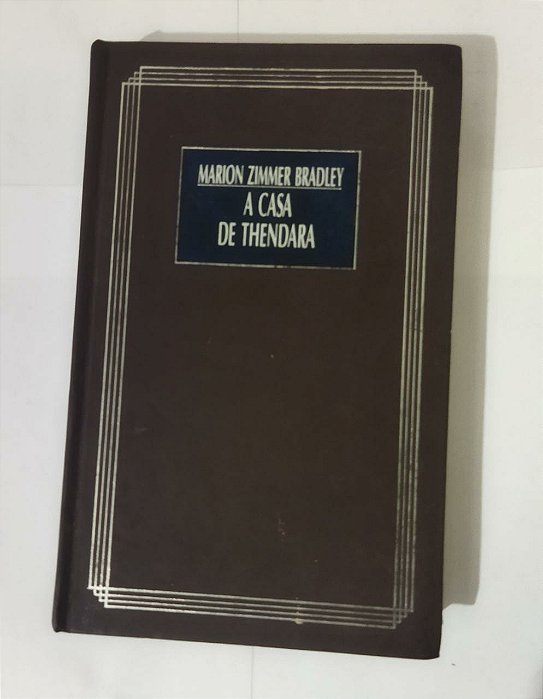 MARION ZIMMER BRADLEY
A CASA
DE THENDARA